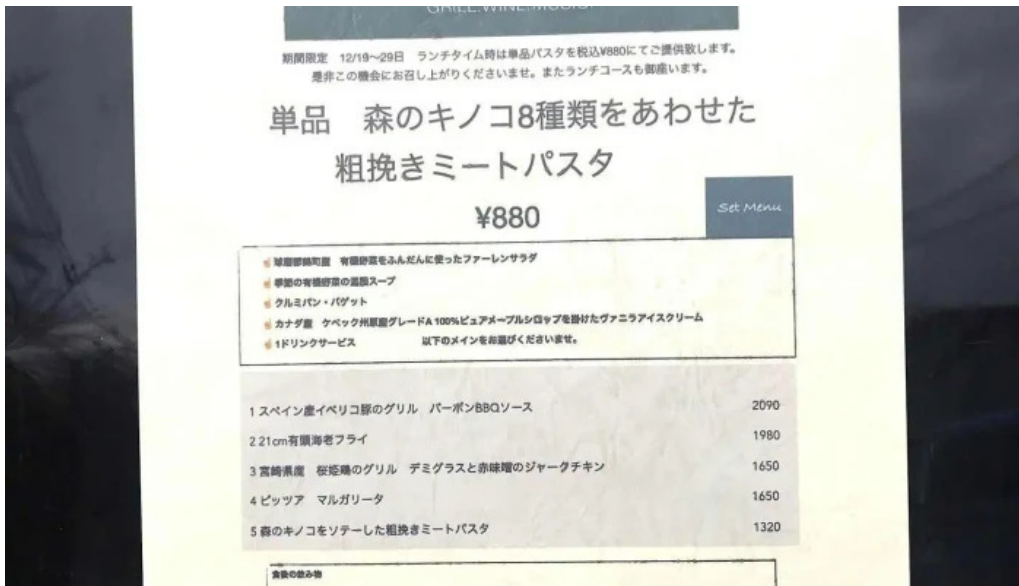 GRILL.WINE.MUSIC.
期間限定　12/19〜29日　ランチタイム時は単品パスタを税込¥880にてご提供致します。
是非この機会にお召し上がりくださいませ。またランチコースも御座います。
単品　森のキノコ8種類をあわせた
粗挽きミートパスタ
¥880
Set Menu
球磨郡錦町産　有機野菜をふんだんに使ったファーレンサラダ
季節の有機野菜の温製スープ
クルミパン・バゲット
カナダ産　ケベック州原産グレードA 100%ピュアメープルシロップを掛けたヴァニラアイスクリーム
1ドリンクサービス　以下のメインをお選びくださいませ。
1 スペイン産イベリコ豚のグリル　バーボンBBQソース 2090
2 21cm有頭海老フライ 1980
3 宮崎県産　桜姫鶏のグリル　デミグラスと赤味噌のジャークチキン 1650
4 ピッツア　マルガリータ 1650
5 森のキノコをソテーした粗挽きミートパスタ 1320
食後の飲み物